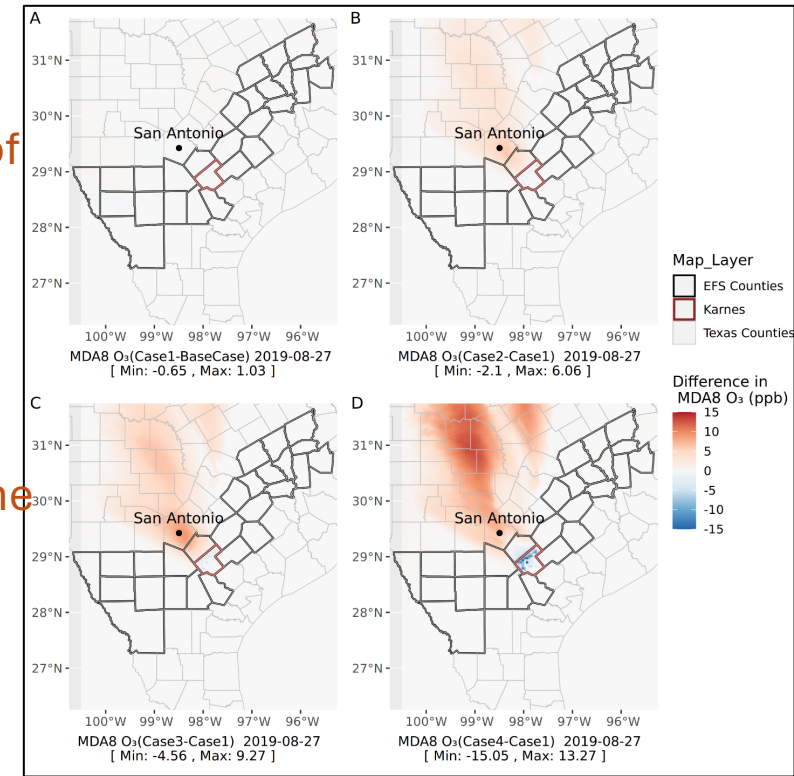 A
B
31°N
30°N
29°N
28°N
27°N
San Antonio
San Antonio
100°W 99°W 98°W 97°W 96°W
100°W 99°W 98°W 97°W 96°W
MDA8 O₃(Case1-BaseCase) 2019-08-27
[ Min: -0.65 , Max: 1.03 ]
MDA8 O₃(Case2-Case1) 2019-08-27
[ Min: -2.1 , Max: 6.06 ]
C
D
31°N
30°N
29°N
28°N
27°N
San Antonio
San Antonio
100°W 99°W 98°W 97°W 96°W
100°W 99°W 98°W 97°W 96°W
MDA8 O₃(Case3-Case1) 2019-08-27
[ Min: -4.56 , Max: 9.27 ]
MDA8 O₃(Case4-Case1) 2019-08-27
[ Min: -15.05 , Max: 13.27 ]
Map_Layer
EFS Counties
Karnes
Texas Counties
Difference in
MDA8 O₃ (ppb)
15
10
5
0
-5
-10
-15
of